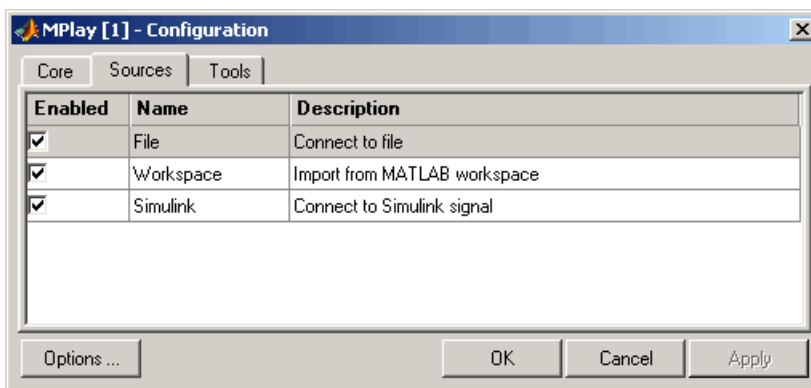 MPlay [1] - Configuration
Core Sources Tools
Enabled Name Description
File Connect to file
Workspace Import from MATLAB workspace
Simulink Connect to Simulink signal
Options ... OK Cancel Apply